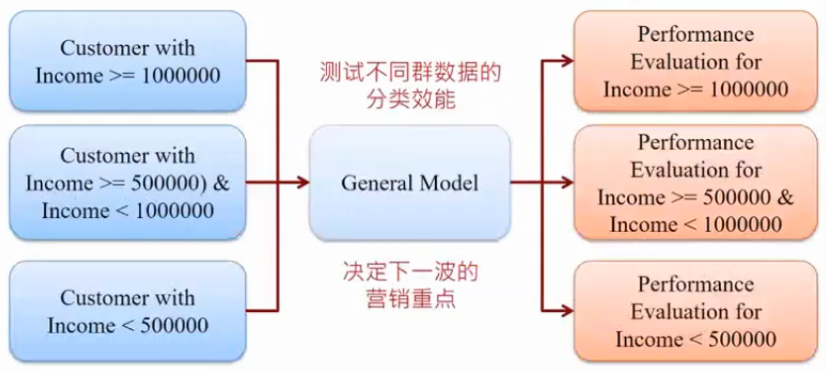 Customer with
Income >= 1000000
Customer with
Income >= 500000) &
Income < 1000000
Customer with
Income < 500000
测试不同群数据的
分类效能
General Model
决定下一波的
营销重点
Performance
Evaluation for
Income >= 1000000
Performance
Evaluation for
Income >= 500000 &
Income < 1000000
Performance
Evaluation for
Income < 500000